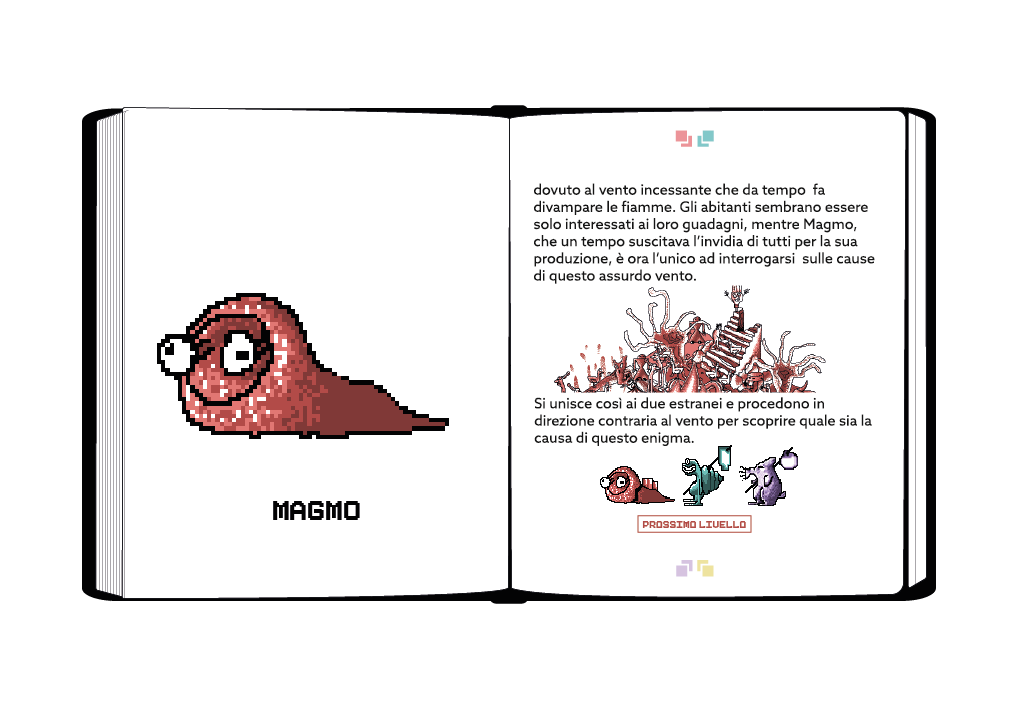 MAGMO
dovuto al vento incessante che da tempo  fa
divampare le fiamme. Gli abitanti sembrano essere
solo interessati ai loro guadagni, mentre Magmo,
che un tempo suscitava l’invidia di tutti per la sua
produzione, è ora l’unico ad interrogarsi  sulle cause
di questo assurdo vento.
Si unisce così ai due estranei e procedono in
direzione contraria al vento per scoprire quale sia la
causa di questo enigma.
PROSSIMO LIVELLO